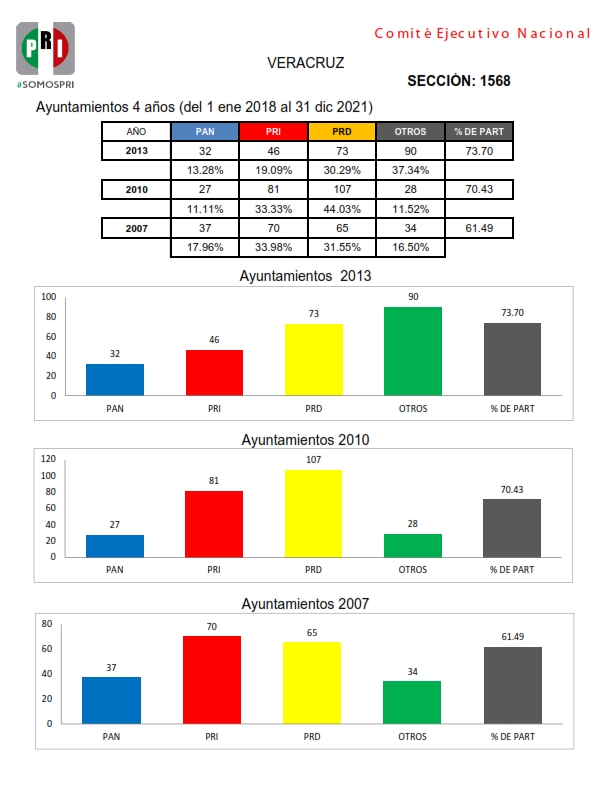 PRI
#SOMOSPRI
Comité Ejecutivo Nacional
VERACRUZ
SECCIÒN: 1568
Ayuntamientos 4 años (del 1 ene 2018 al 31 dic 2021)
AÑO PAN PRI PRD OTROS % DE PART
2013 32 46 73 90 73.70
13.28% 19.09% 30.29% 37.34%
2010 27 81 107 28 70.43
11.11% 33.33% 44.03% 11.52%
2007 37 70 65 34 61.49
17.96% 33.98% 31.55% 16.50%
Ayuntamientos 2013
100
80
60
40
20
0
32 46 73 90 73.70
PAN PRI PRD OTROS % DE PART
Ayuntamientos 2010
120
100
80
60
40
20
0
27 81 107 28 70.43
PAN PRI PRD OTROS % DE PART
Ayuntamientos 2007
80
60
40
20
0
37 70 65 34 61.49
PAN PRI PRD OTROS % DE PART